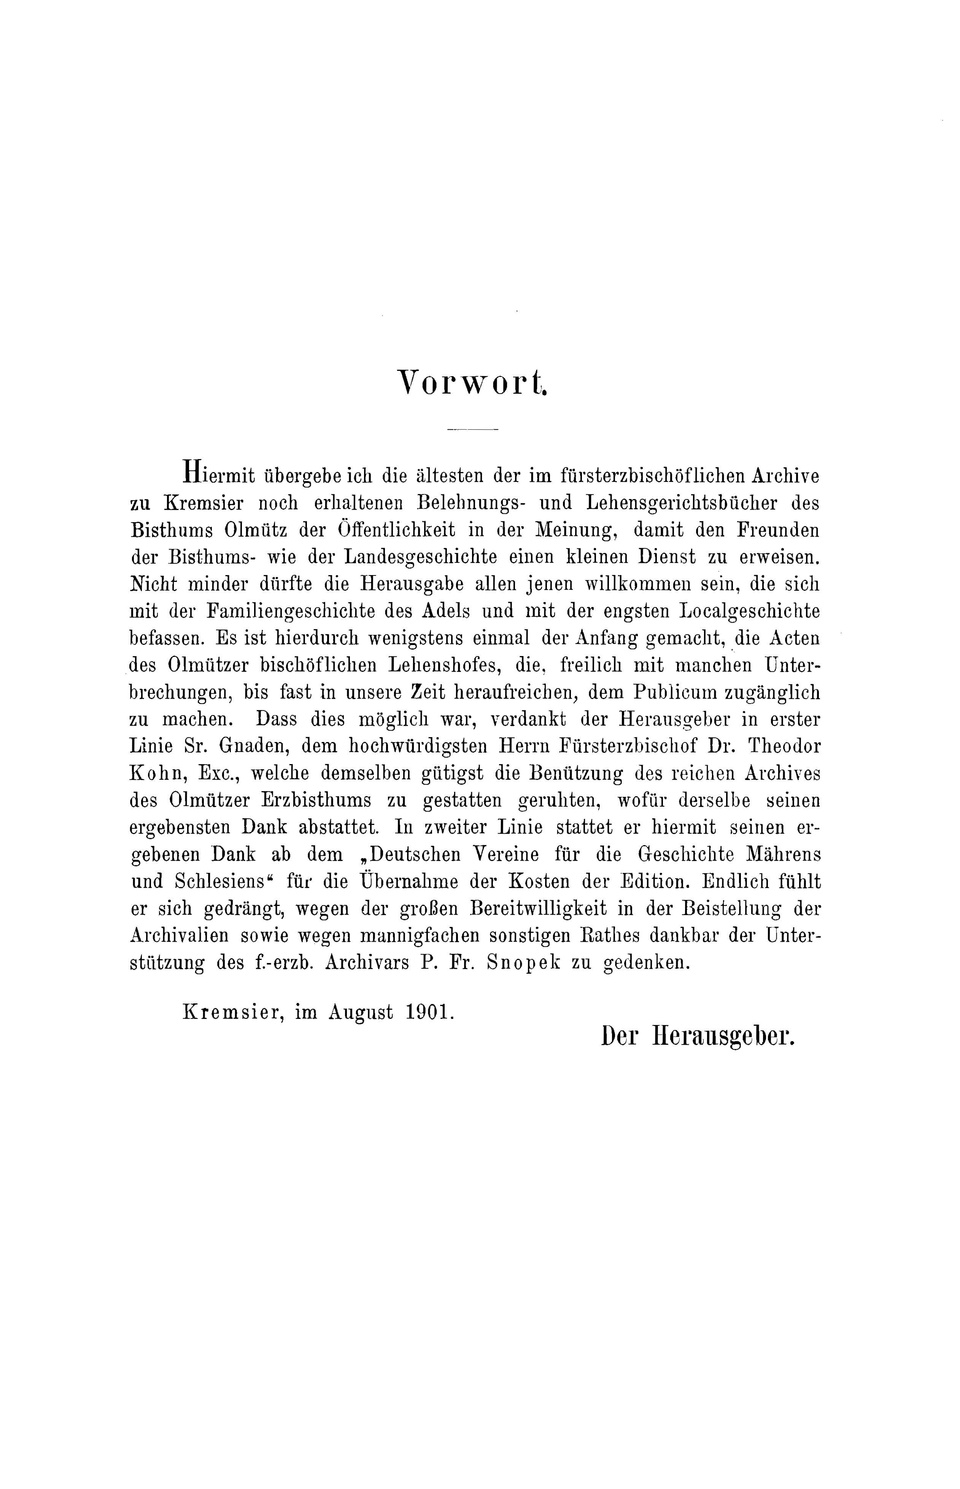 Vorwort.
Hiermit übergebe ich die ältesten der im fürsterzbischöflichen Archive
zu Kremsier noch erhaltenen Belehnungs- und Lehensgerichtsbücher des
Bisthums Olmütz der Öffentlichkeit in der Meinung, damit den Freunden
der Bisthums- wie der Landesgeschichte einen kleinen Dienst zu erweisen.
Nicht minder dürfte die Herausgabe allen jenen willkommen sein, die sich
mit der Familiengeschichte des Adels und mit der engsten Localgeschichte
befassen. Es ist hierdurch wenigstens einmal der Anfang gemacht, die Acten
des Olmützer bischöflichen Lehenshofes, die, freilich mit manchen Unter-
brechungen, bis fast in unsere Zeit heraufreichen, dem Publicum zugänglich
zu machen. Dass dies möglich war, verdankt der Herausgeber in erster
Linie Sr. Gnaden, dem hochwürdigsten Herrn Fürsterzbischof Dr. Theodor
Kohn, Exc., welche demselben gütigst die Benützung des reichen Archives
des Olmützer Erzbisthums zu gestatten geruhten, wofür derselbe seinen
ergebensten Dank abstattet. In zweiter Linie stattet er hiermit seinen er-
gebenen Dank ab dem „Deutschen Vereine für die Geschichte Mährens
und Schlesiens“ für die Übernahme der Kosten der Edition. Endlich fühlt
er sich gedrängt, wegen der großen Bereitwilligkeit in der Beistellung der
Archivalien sowie wegen mannigfachen sonstigen Rathes dankbar der Unter-
stützung des f.-erzb. Archivars P. Fr. Snopek zu gedenken.
Kremsier, im August 1901.
Der Herausgeber.